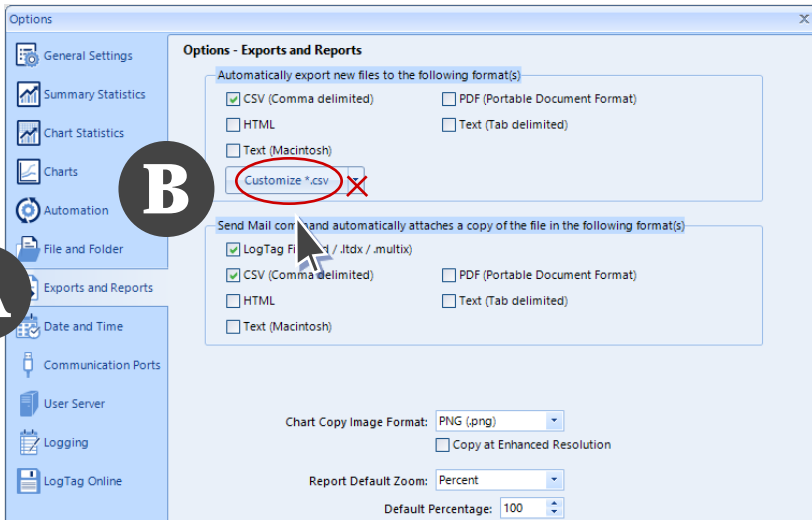 Options
X
General Settings
Summary Statistics
Chart Statistics
Charts
Automation
File and Folder
Exports and Reports
Date and Time
Communication Ports
User Server
Logging
LogTag Online
A
B
Options - Exports and Reports
Automatically export new files to the following format(s)
CSV (Comma delimited) PDF (Portable Document Format)
HTML Text (Tab delimited)
Text (Macintosh)
Customize *.csv
Send Mail command automatically attaches a copy of the file in the following format(s)
LogTag / .ltdx / .multix)
CSV (Comma delimited) PDF (Portable Document Format)
HTML Text (Tab delimited)
Text (Macintosh)
Chart Copy Image Format: PNG (.png)
Copy at Enhanced Resolution
Report Default Zoom: Percent
Default Percentage: 100